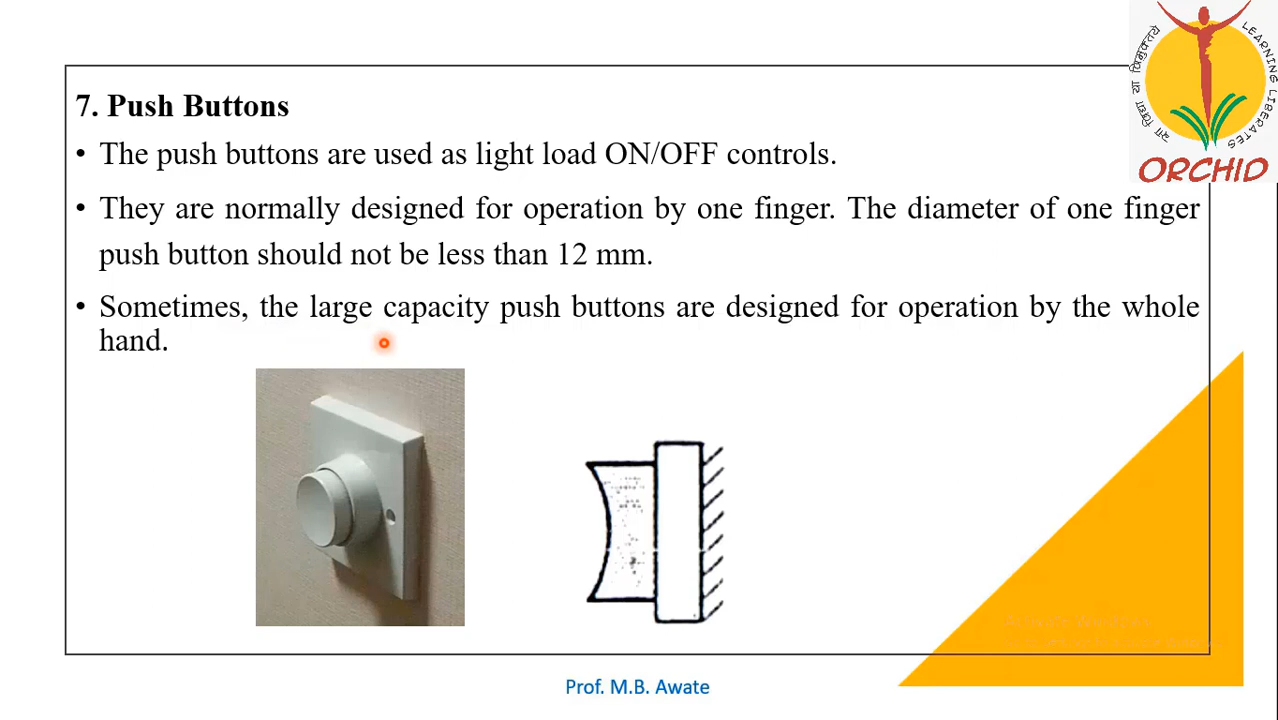 7. Push Buttons
• The push buttons are used as light load ON/OFF controls.
• They are normally designed for operation by one finger. The diameter of one finger
push button should not be less than 12 mm.
• Sometimes, the large capacity push buttons are designed for operation by the whole
hand.
सा विद्या या विमुक्तये
LEARNING LIBERATES
ORCHID
Prof. M.B. Awate